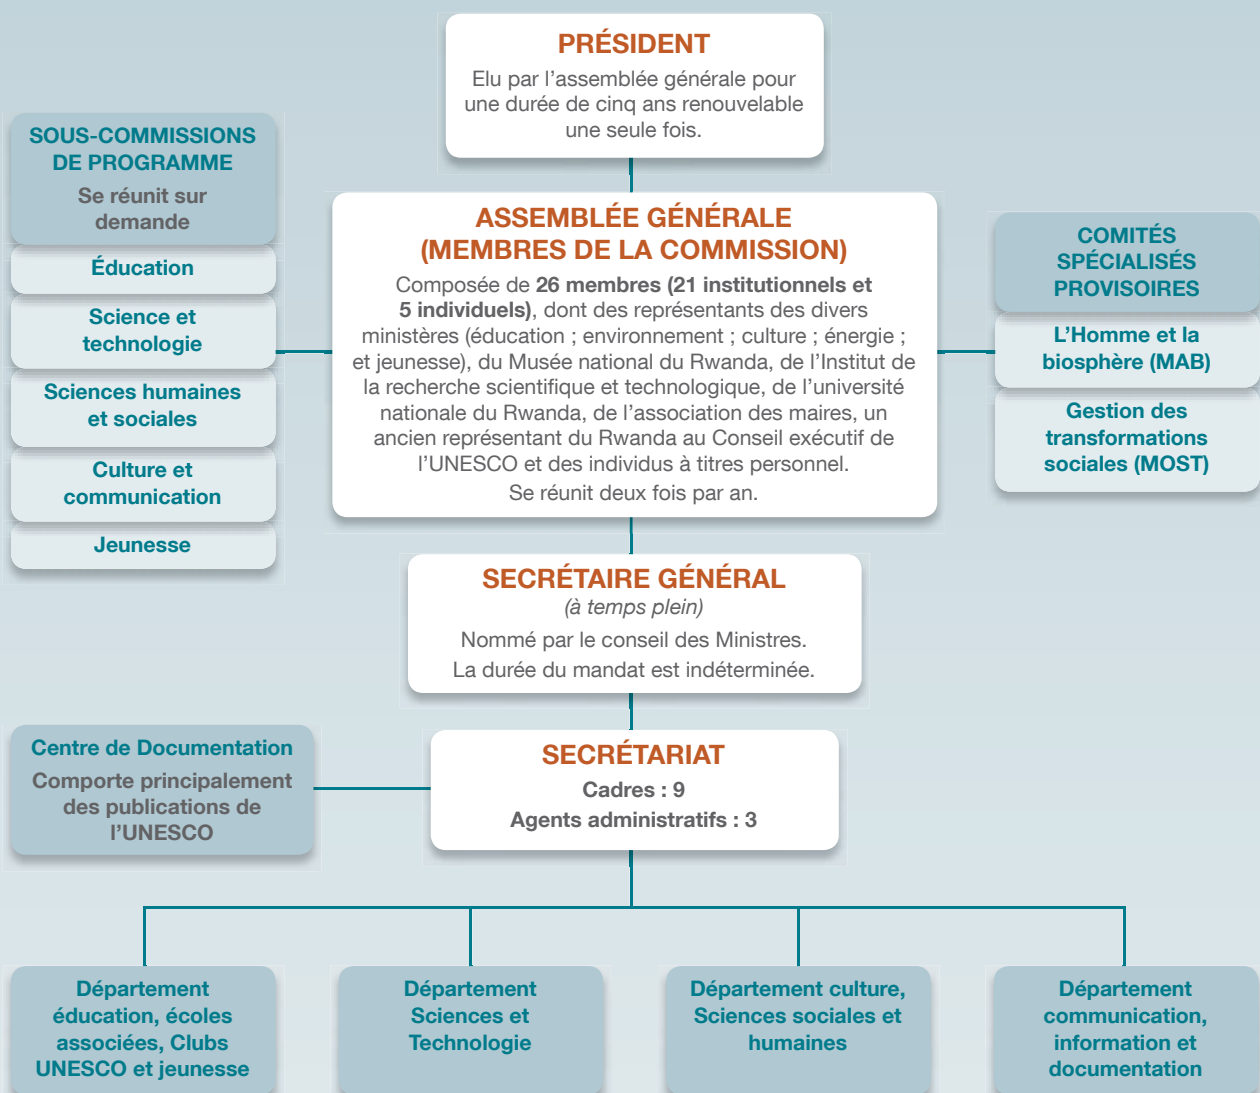 PRÉSIDENT
Elu par l’assemblée générale pour
une durée de cinq ans renouvelable
une seule fois.
SOUS-COMMISSIONS
DE PROGRAMME
Se réunit sur
demande
Éducation
Science et
technologie
Sciences humaines
et sociales
Culture et
communication
Jeunesse
ASSEMBLÉE GÉNÉRALE
(MEMBRES DE LA COMMISSION)
Composée de 26 membres (21 institutionnels et
5 individuels), dont des représentants des divers
ministères (éducation ; environnement ; culture ; énergie ;
et jeunesse), du Musée national du Rwanda, de l’Institut de
la recherche scientifique et technologique, de l’université
nationale du Rwanda, de l’association des maires, un
ancien représentant du Rwanda au Conseil exécutif de
l’UNESCO et des individus à titres personnel.
Se réunit deux fois par an.
COMITÉS
SPÉCIALISÉS
PROVISOIRES
L’Homme et la
biosphère (MAB)
Gestion des
transformations
sociales (MOST)
SECRÉTAIRE GÉNÉRAL
(à temps plein)
Nommé par le conseil des Ministres.
La durée du mandat est indéterminée.
Centre de Documentation
Comporte principalement
des publications de
l’UNESCO
SECRÉTARIAT
Cadres : 9
Agents administratifs : 3
Département
éducation, écoles
associées, Clubs
UNESCO et jeunesse
Département
Sciences et
Technologie
Département culture,
Sciences sociales et
humaines
Département
communication,
information et
documentation